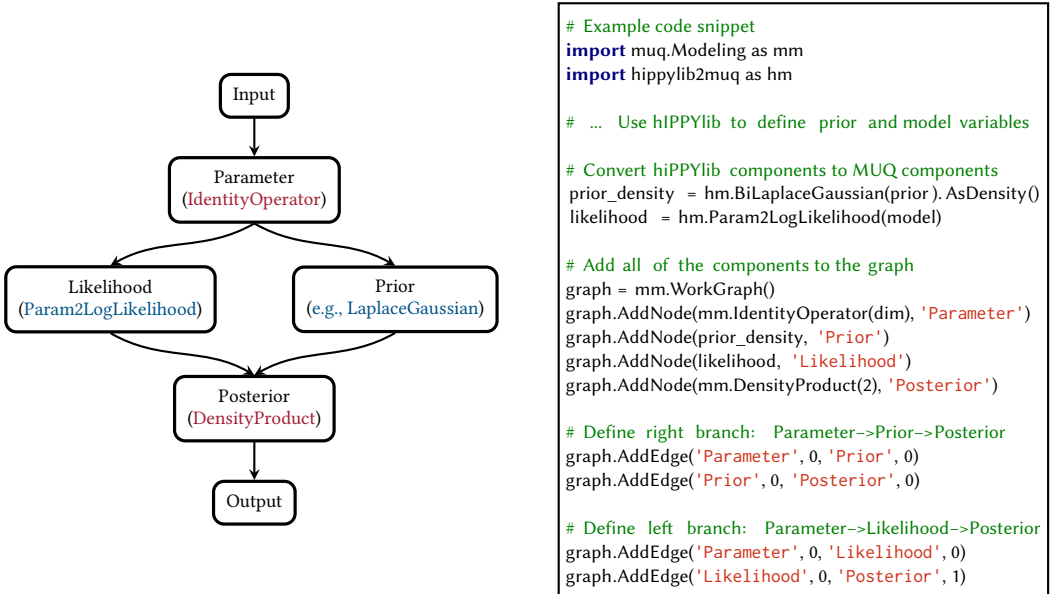 Input
Parameter
(IdentityOperator)
Likelihood
(Param2LogLikelihood)
Prior
(e.g., LaplaceGaussian)
Posterior
(DensityProduct)
Output
# Example code snippet
import muq.Modeling as mm
import hippylib2muq as hm
# ... Use hIPPYlib to define prior and model variables
# Convert hiPPYlib components to MUQ components
prior_density = hm.BiLaplaceGaussian(prior).AsDensity()
likelihood = hm.Param2LogLikelihood(model)
# Add all of the components to the graph
graph = mm.WorkGraph()
graph.AddNode(mm.IdentityOperator(dim), 'Parameter')
graph.AddNode(prior_density, 'Prior')
graph.AddNode(likelihood, 'Likelihood')
graph.AddNode(mm.DensityProduct(2), 'Posterior')
# Define right branch: Parameter->Prior->Posterior
graph.AddEdge('Parameter', 0, 'Prior', 0)
graph.AddEdge('Prior', 0, 'Posterior', 0)
# Define left branch: Parameter->Likelihood->Posterior
graph.AddEdge('Parameter', 0, 'Likelihood', 0)
graph.AddEdge('Likelihood', 0, 'Posterior', 1)